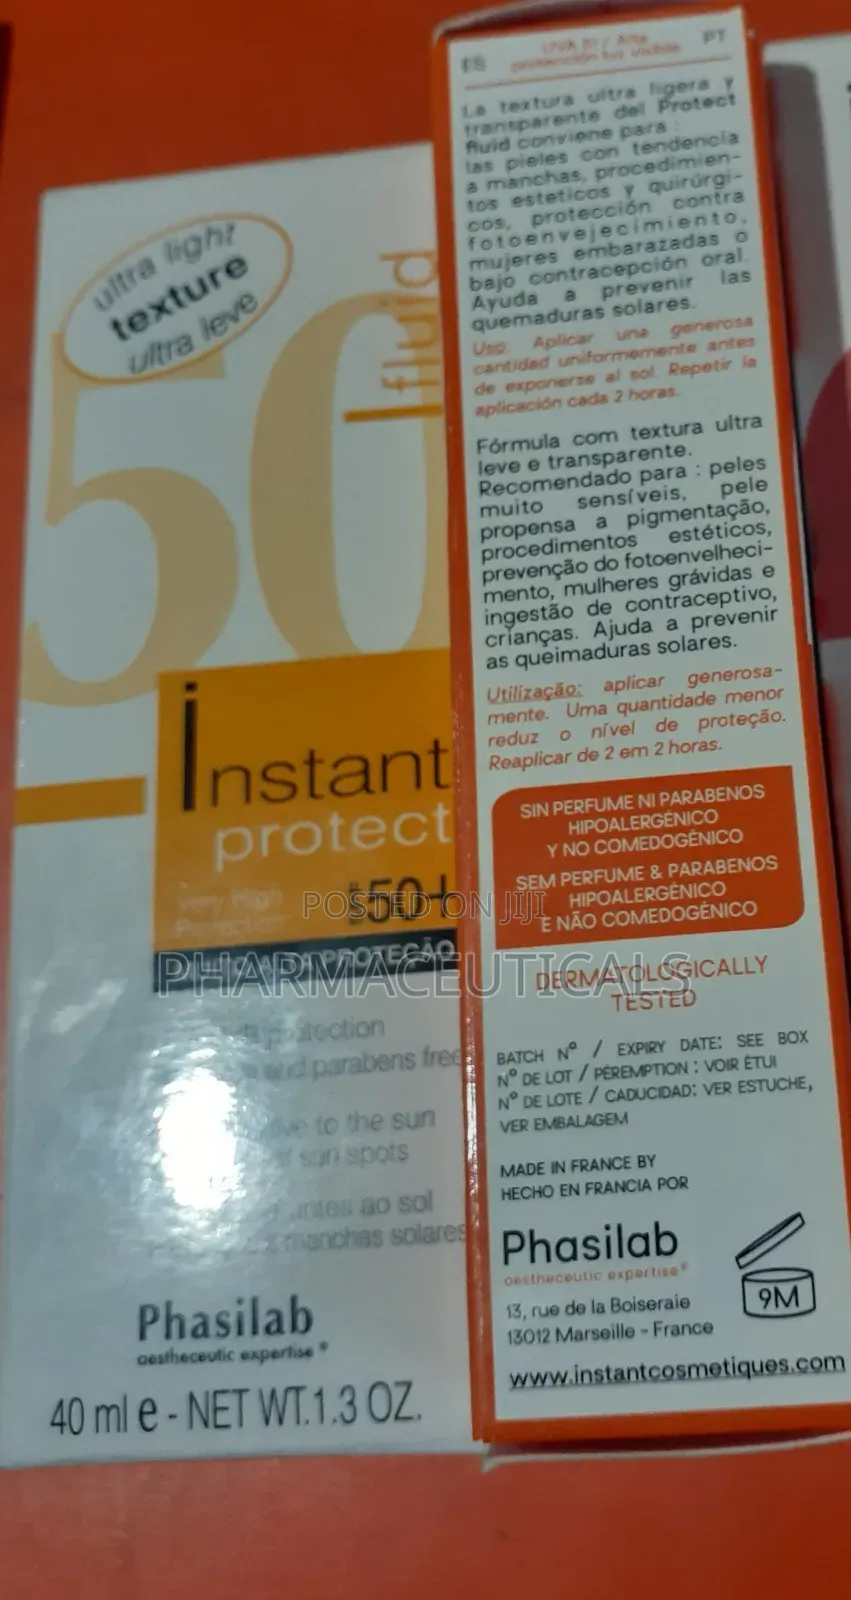 ultra light
texture
ultra leve
fluid
50
instant
protect
Very High
Protection
50+
PROTEÇÃO
protection
and parabens free
to the sun
sun spots
antes ao sol
manchas solares
Phasilab
aestheceutic expertise®
40 ml e - NET WT.1.3 OZ.
ES
PT
La textura ultra ligera y
transparente del Protect
fluid conviene para :
las pieles con tendencia
a manchas, procedimien-
tos esteticos y quirúrgi-
cos, protección contra
fotoenvejecimiento,
mujeres embarazadas o
bajo contracepción oral.
Ayuda a prevenir las
quemaduras solares.
Uso: Aplicar una generosa
cantidad uniformemente antes
de exponerse al sol. Repetir la
aplicación cada 2 horas.
Fórmula com textura ultra
leve e transparente.
Recomendado para : peles
muito sensíveis, pele
propensa a pigmentação,
procedimentos estéticos,
prevenção do fotoenvelheci-
mento, mulheres grávidas e
ingestão de contraceptivo,
crianças. Ajuda a prevenir
as queimaduras solares.
Utilização: aplicar generosa-
mente. Uma quantidade menor
reduz o nível de proteção.
Reaplicar de 2 em 2 horas.
SIN PERFUME NI PARABENOS
HIPOALERGÉNICO
Y NO COMEDOGÉNICO
SEM PERFUME & PARABENOS
HIPOALERGÉNICO
E NÃO COMEDOGÉNICO
DERMATOLOGICALLY
TESTED
BATCH Nº / EXPIRY DATE: SEE BOX
Nº DE LOT / PÉREMPTION : VOIR ÉTUI
Nº DE LOTE / CADUCIDAD: VER ESTUCHE,
VER EMBALAGEM
MADE IN FRANCE BY
HECHO EN FRANCIA POR
Phasilab
aestheceutic expertise®
13, rue de la Boiseraie
13012 Marseille - France
9M
www.instantcosmetiques.com
POSTED ON JIJI
PHARMACEUTICALS